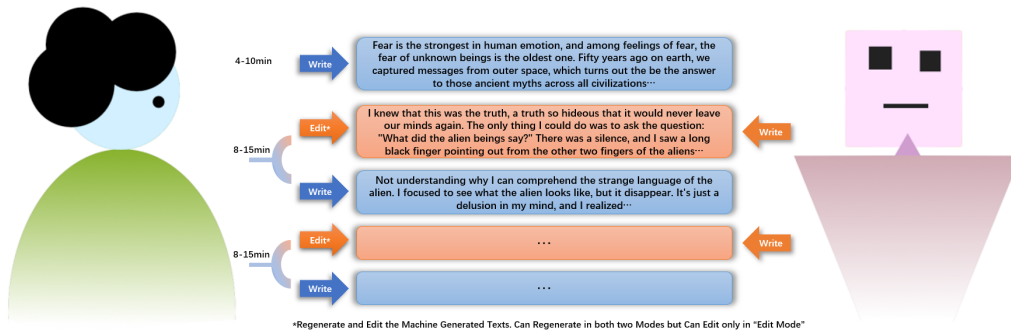 4-10min
Write
Fear is the strongest in human emotion, and among feelings of fear, the
fear of unknown beings is the oldest one. Fifty years ago on earth, we
captured messages from outer space, which turns out the be the answer
to those ancient myths across all civilizations···
8-15min
Edit*
I knew that this was the truth, a truth so hideous that it would never leave
our minds again. The only thing I could do was to ask the question:
"What did the alien beings say?" There was a silence, and I saw a long
black finger pointing out from the other two fingers of the aliens···
Write
Write
Not understanding why I can comprehend the strange language of the
alien. I focused to see what the alien looks like, but it disappear. It's just a
delusion in my mind, and I realized···
8-15min
Edit*
···
Write
Write
···
*Regenerate and Edit the Machine Generated Texts. Can Regenerate in both two Modes but Can Edit only in “Edit Mode”